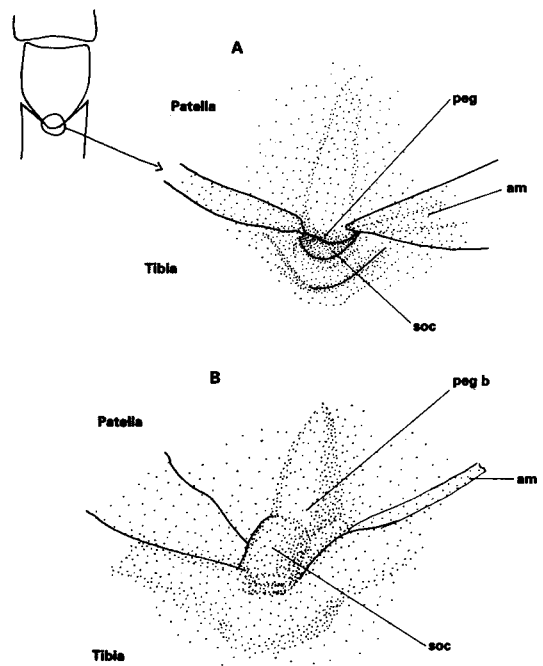 A
Patella
peg
am
Tibia
soc
B
peg b
Patella
am
soc
Tibia